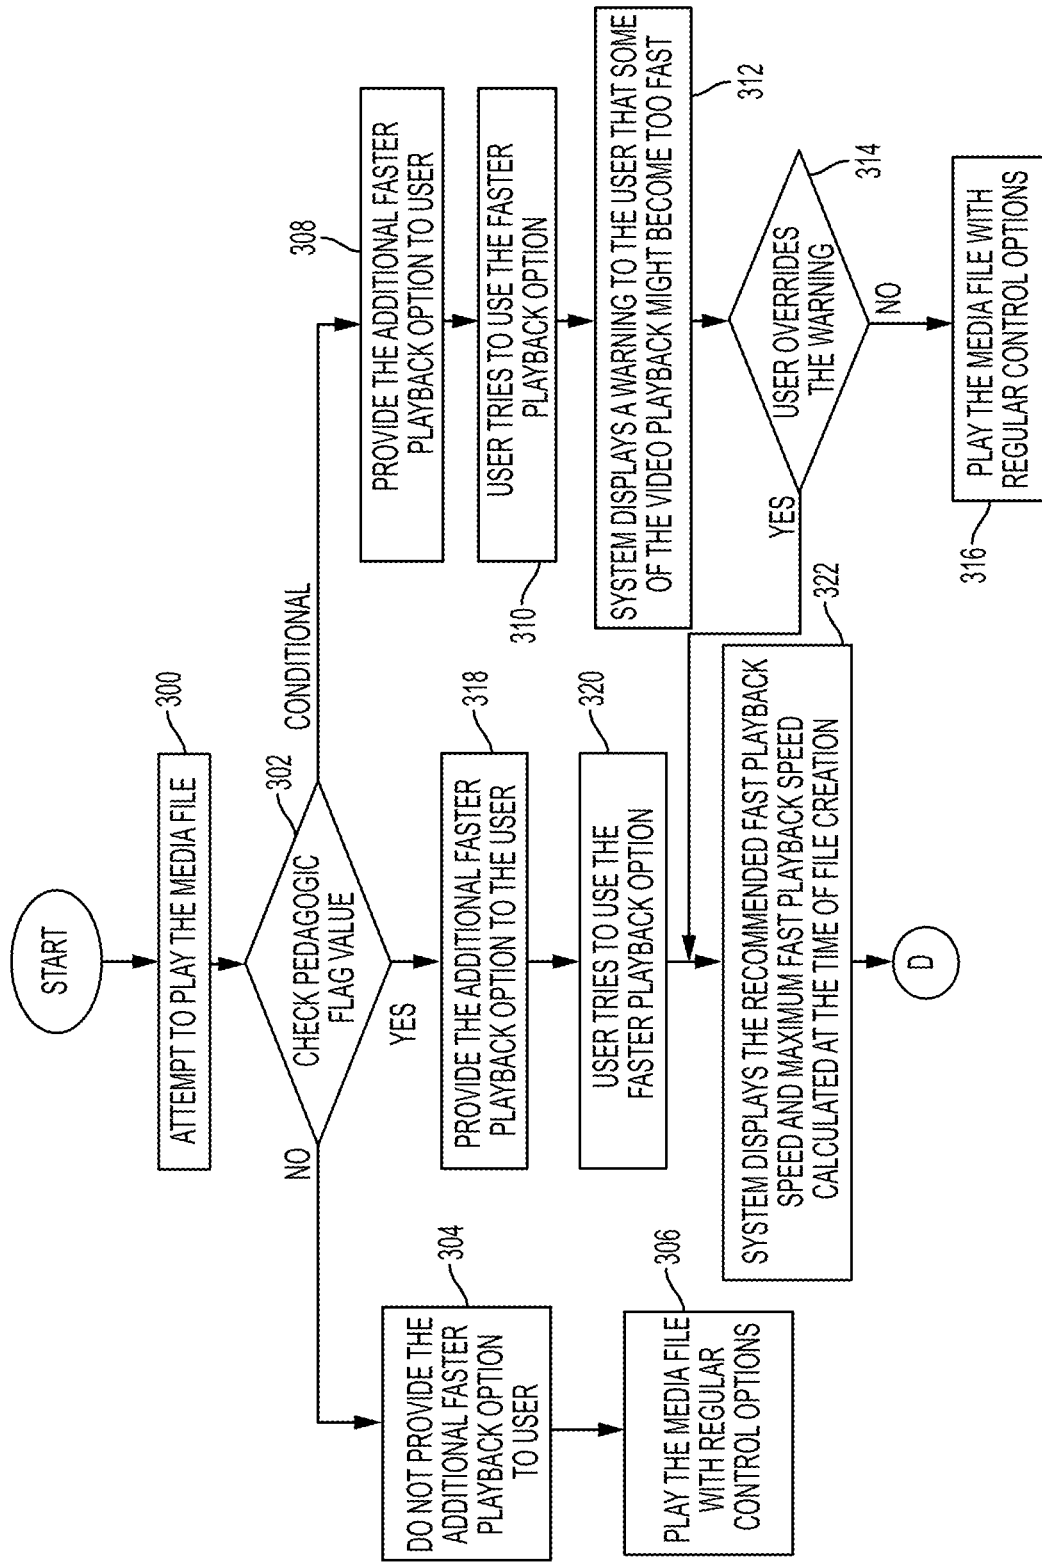 START
ATTEMPT TO PLAY THE MEDIA FILE
300
CHECK PEDAGOGIC
FLAG VALUE
302
NO
YES
CONDITIONAL
DO NOT PROVIDE THE
ADDITIONAL FASTER
PLAYBACK OPTION
TO USER
304
PLAY THE MEDIA FILE
WITH REGULAR
CONTROL OPTIONS
306
PROVIDE THE ADDITIONAL FASTER
PLAYBACK OPTION TO THE USER
318
USER TRIES TO USE THE
FASTER PLAYBACK OPTION
320
SYSTEM DISPLAYS THE RECOMMENDED FAST PLAYBACK
SPEED AND MAXIMUM FAST PLAYBACK SPEED
CALCULATED AT THE TIME OF FILE CREATION
322
D
PROVIDE THE ADDITIONAL FASTER
PLAYBACK OPTION TO USER
308
USER TRIES TO USE THE FASTER
PLAYBACK OPTION
310
SYSTEM DISPLAYS A WARNING TO THE USER THAT SOME
OF THE VIDEO PLAYBACK MIGHT BECOME TOO FAST
312
USER OVERRIDES
THE WARNING
314
YES
NO
PLAY THE MEDIA FILE WITH
REGULAR CONTROL OPTIONS
316